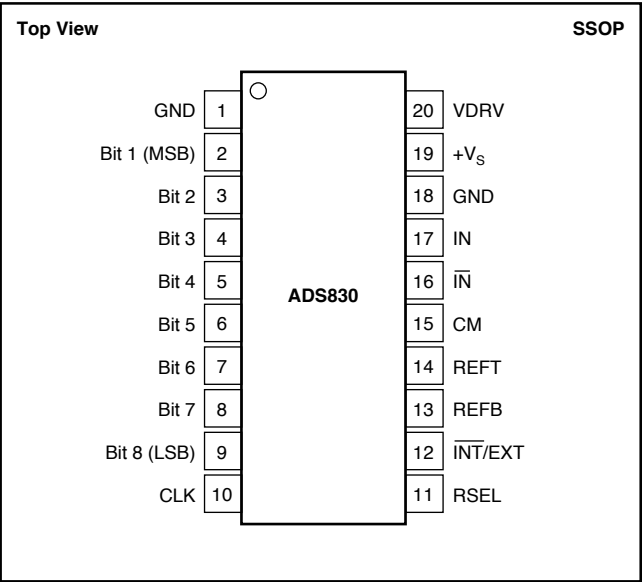 Top View SSOP
GND 1 20 VDRV
Bit 1 (MSB) 2 19 +VS
Bit 2 3 18 GND
Bit 3 4 17 IN
Bit 4 5 16 I̅N̅
ADS830
Bit 5 6 15 CM
Bit 6 7 14 REFT
Bit 7 8 13 REFB
Bit 8 (LSB) 9 12 I̅N̅T̅/EXT
CLK 10 11 RSEL